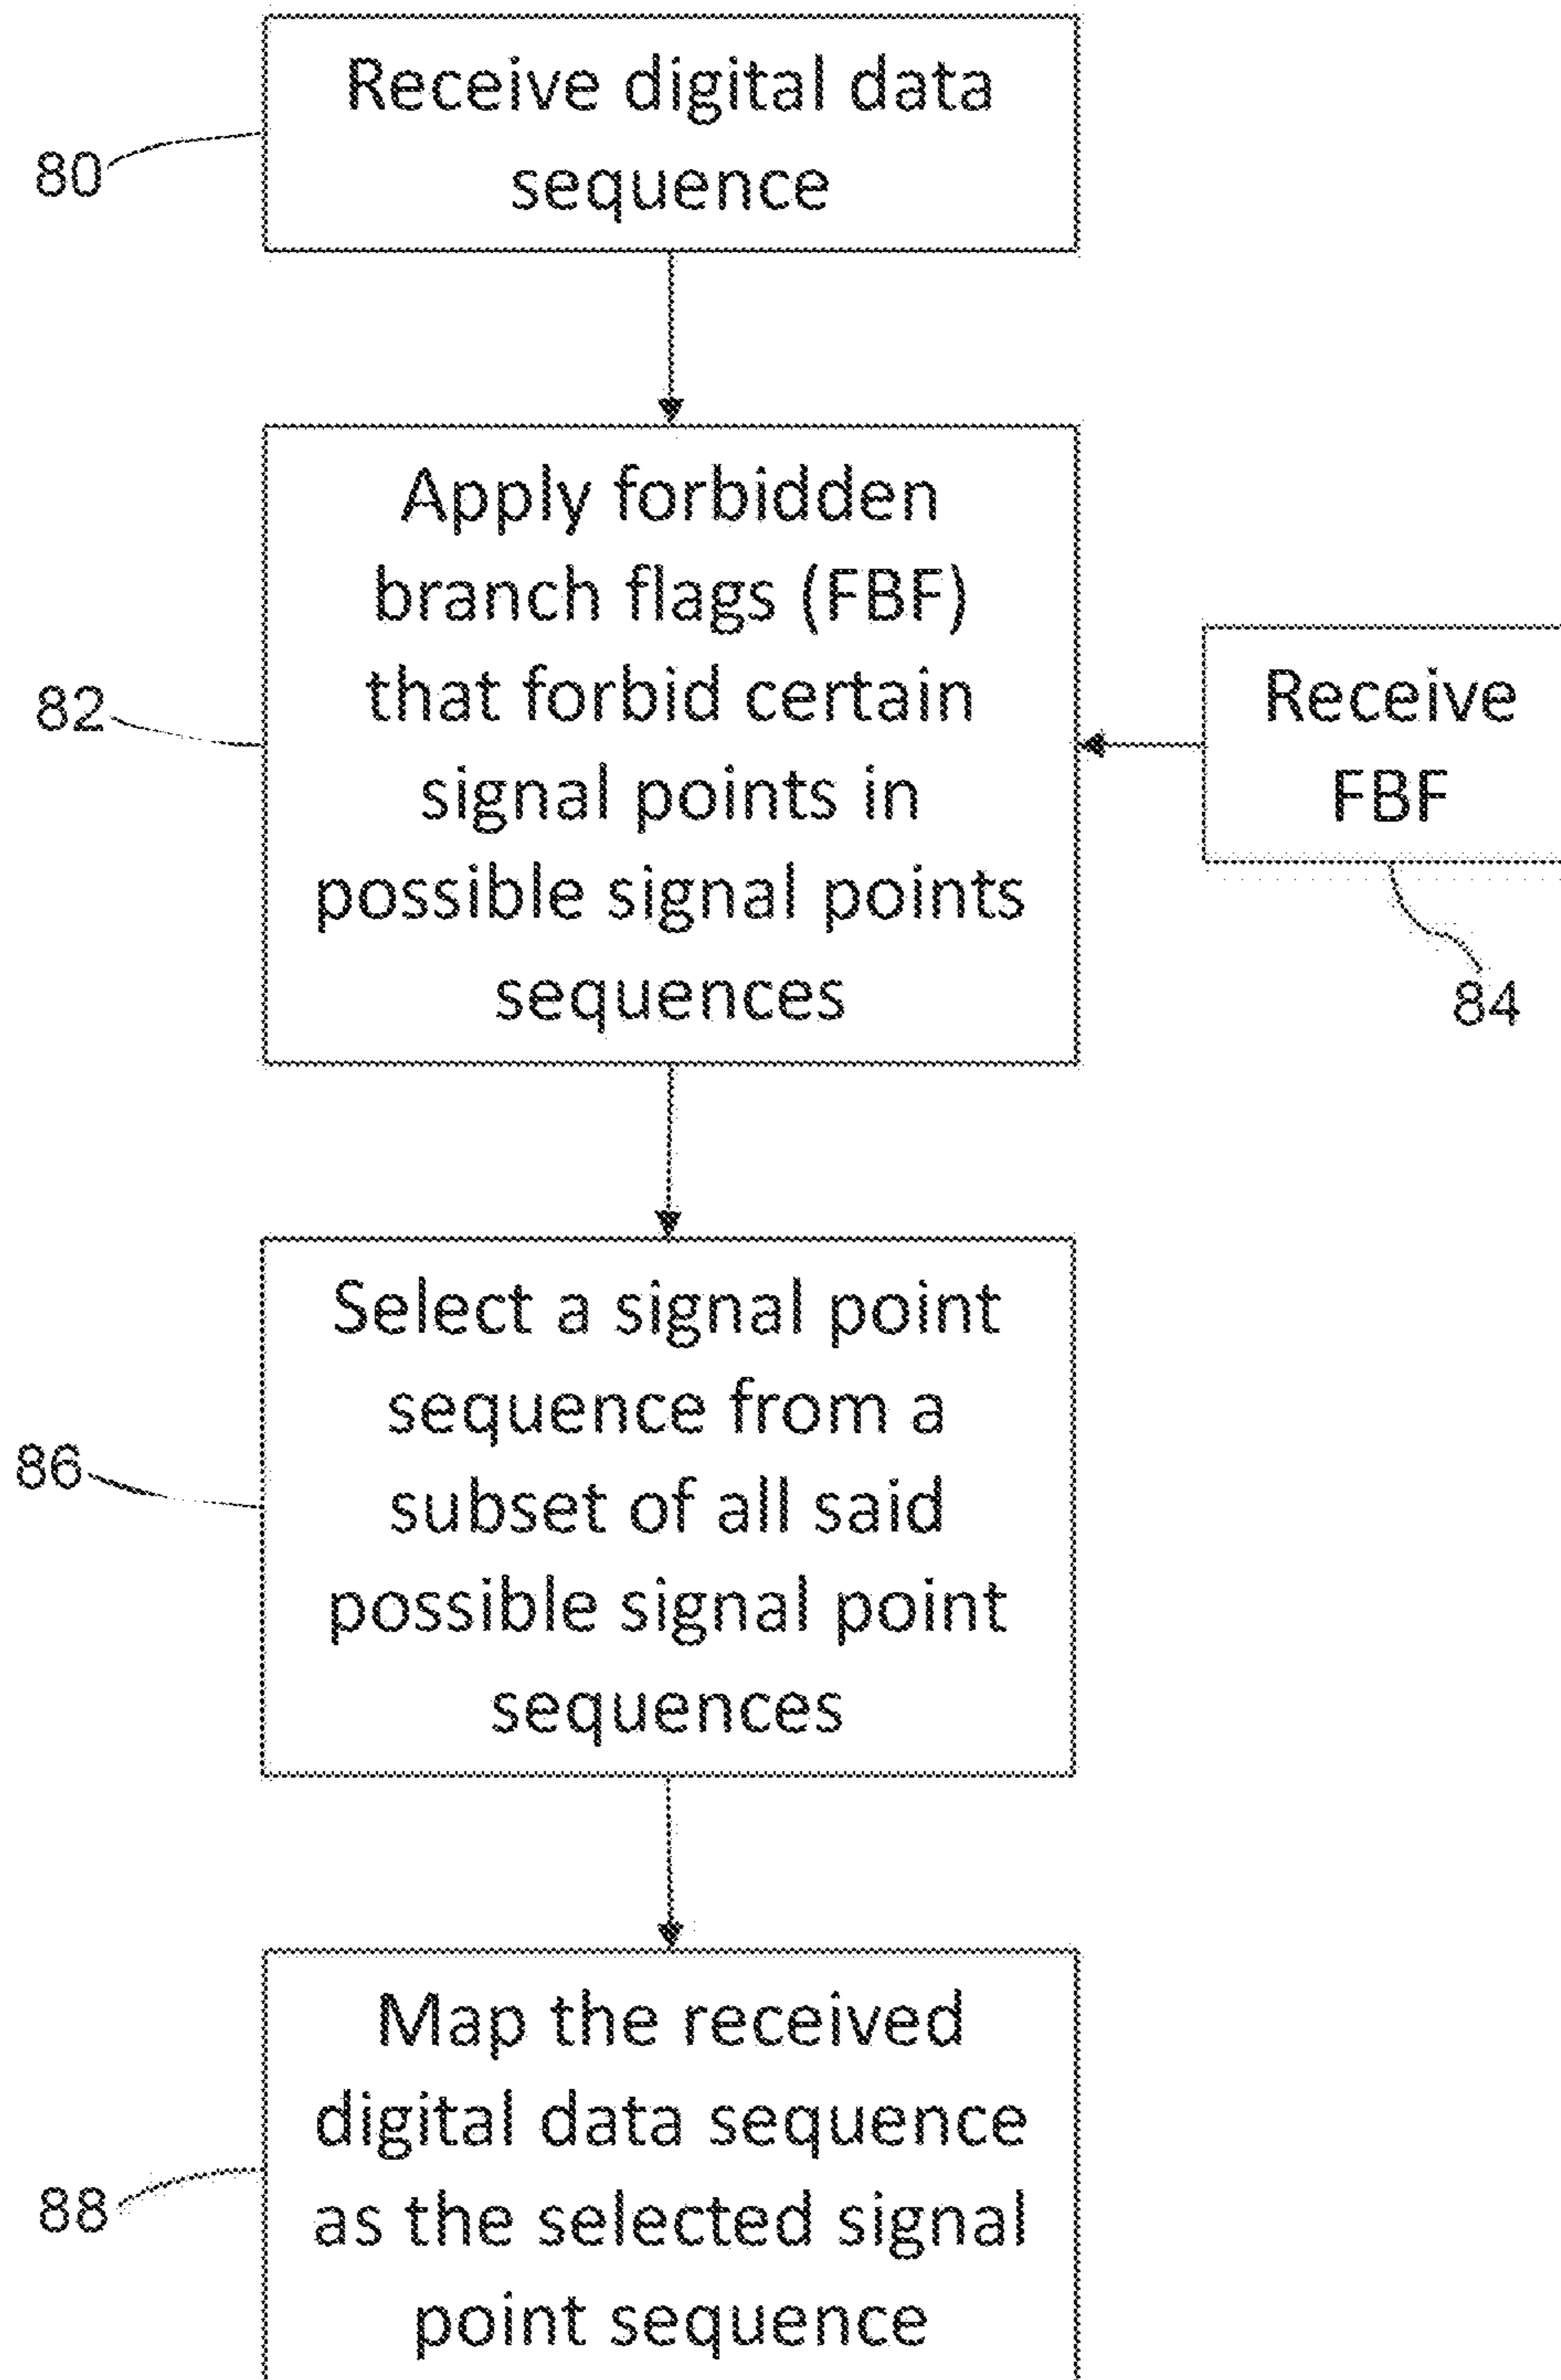 Receive digital data
sequence
80
Apply forbidden
branch flags (FBF)
that forbid certain
signal points in
possible signal points
sequences
82
Receive
FBF
84
Select a signal point
sequence from a
subset of all said
possible signal point
sequences
86
Map the received
digital data sequence
as the selected signal
point sequence
88